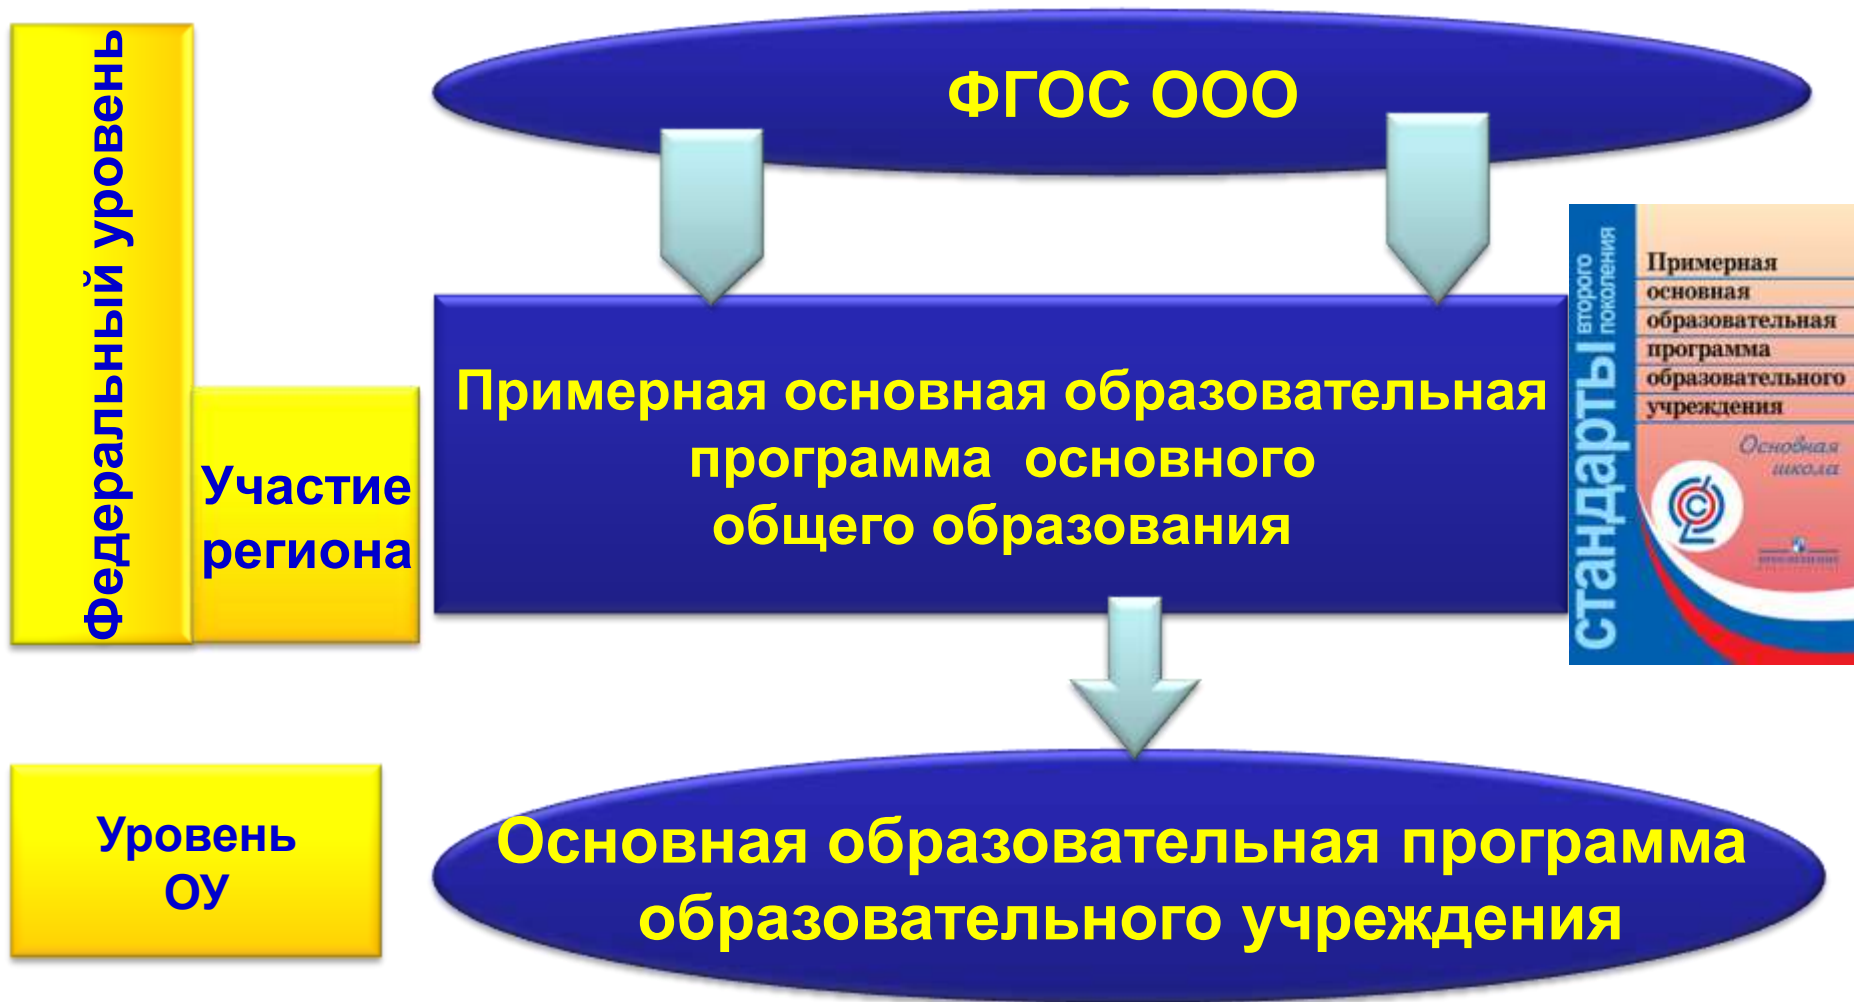 Федеральный уровень
ФГОС ООО
Участие
региона
Примерная основная образовательная
программа основного
общего образования
стандарты
второго
поколения
Примерная
основная
образовательная
программа
образовательного
учреждения
Основная
школа
Уровень
ОУ
Основная образовательная программа
образовательного учреждения